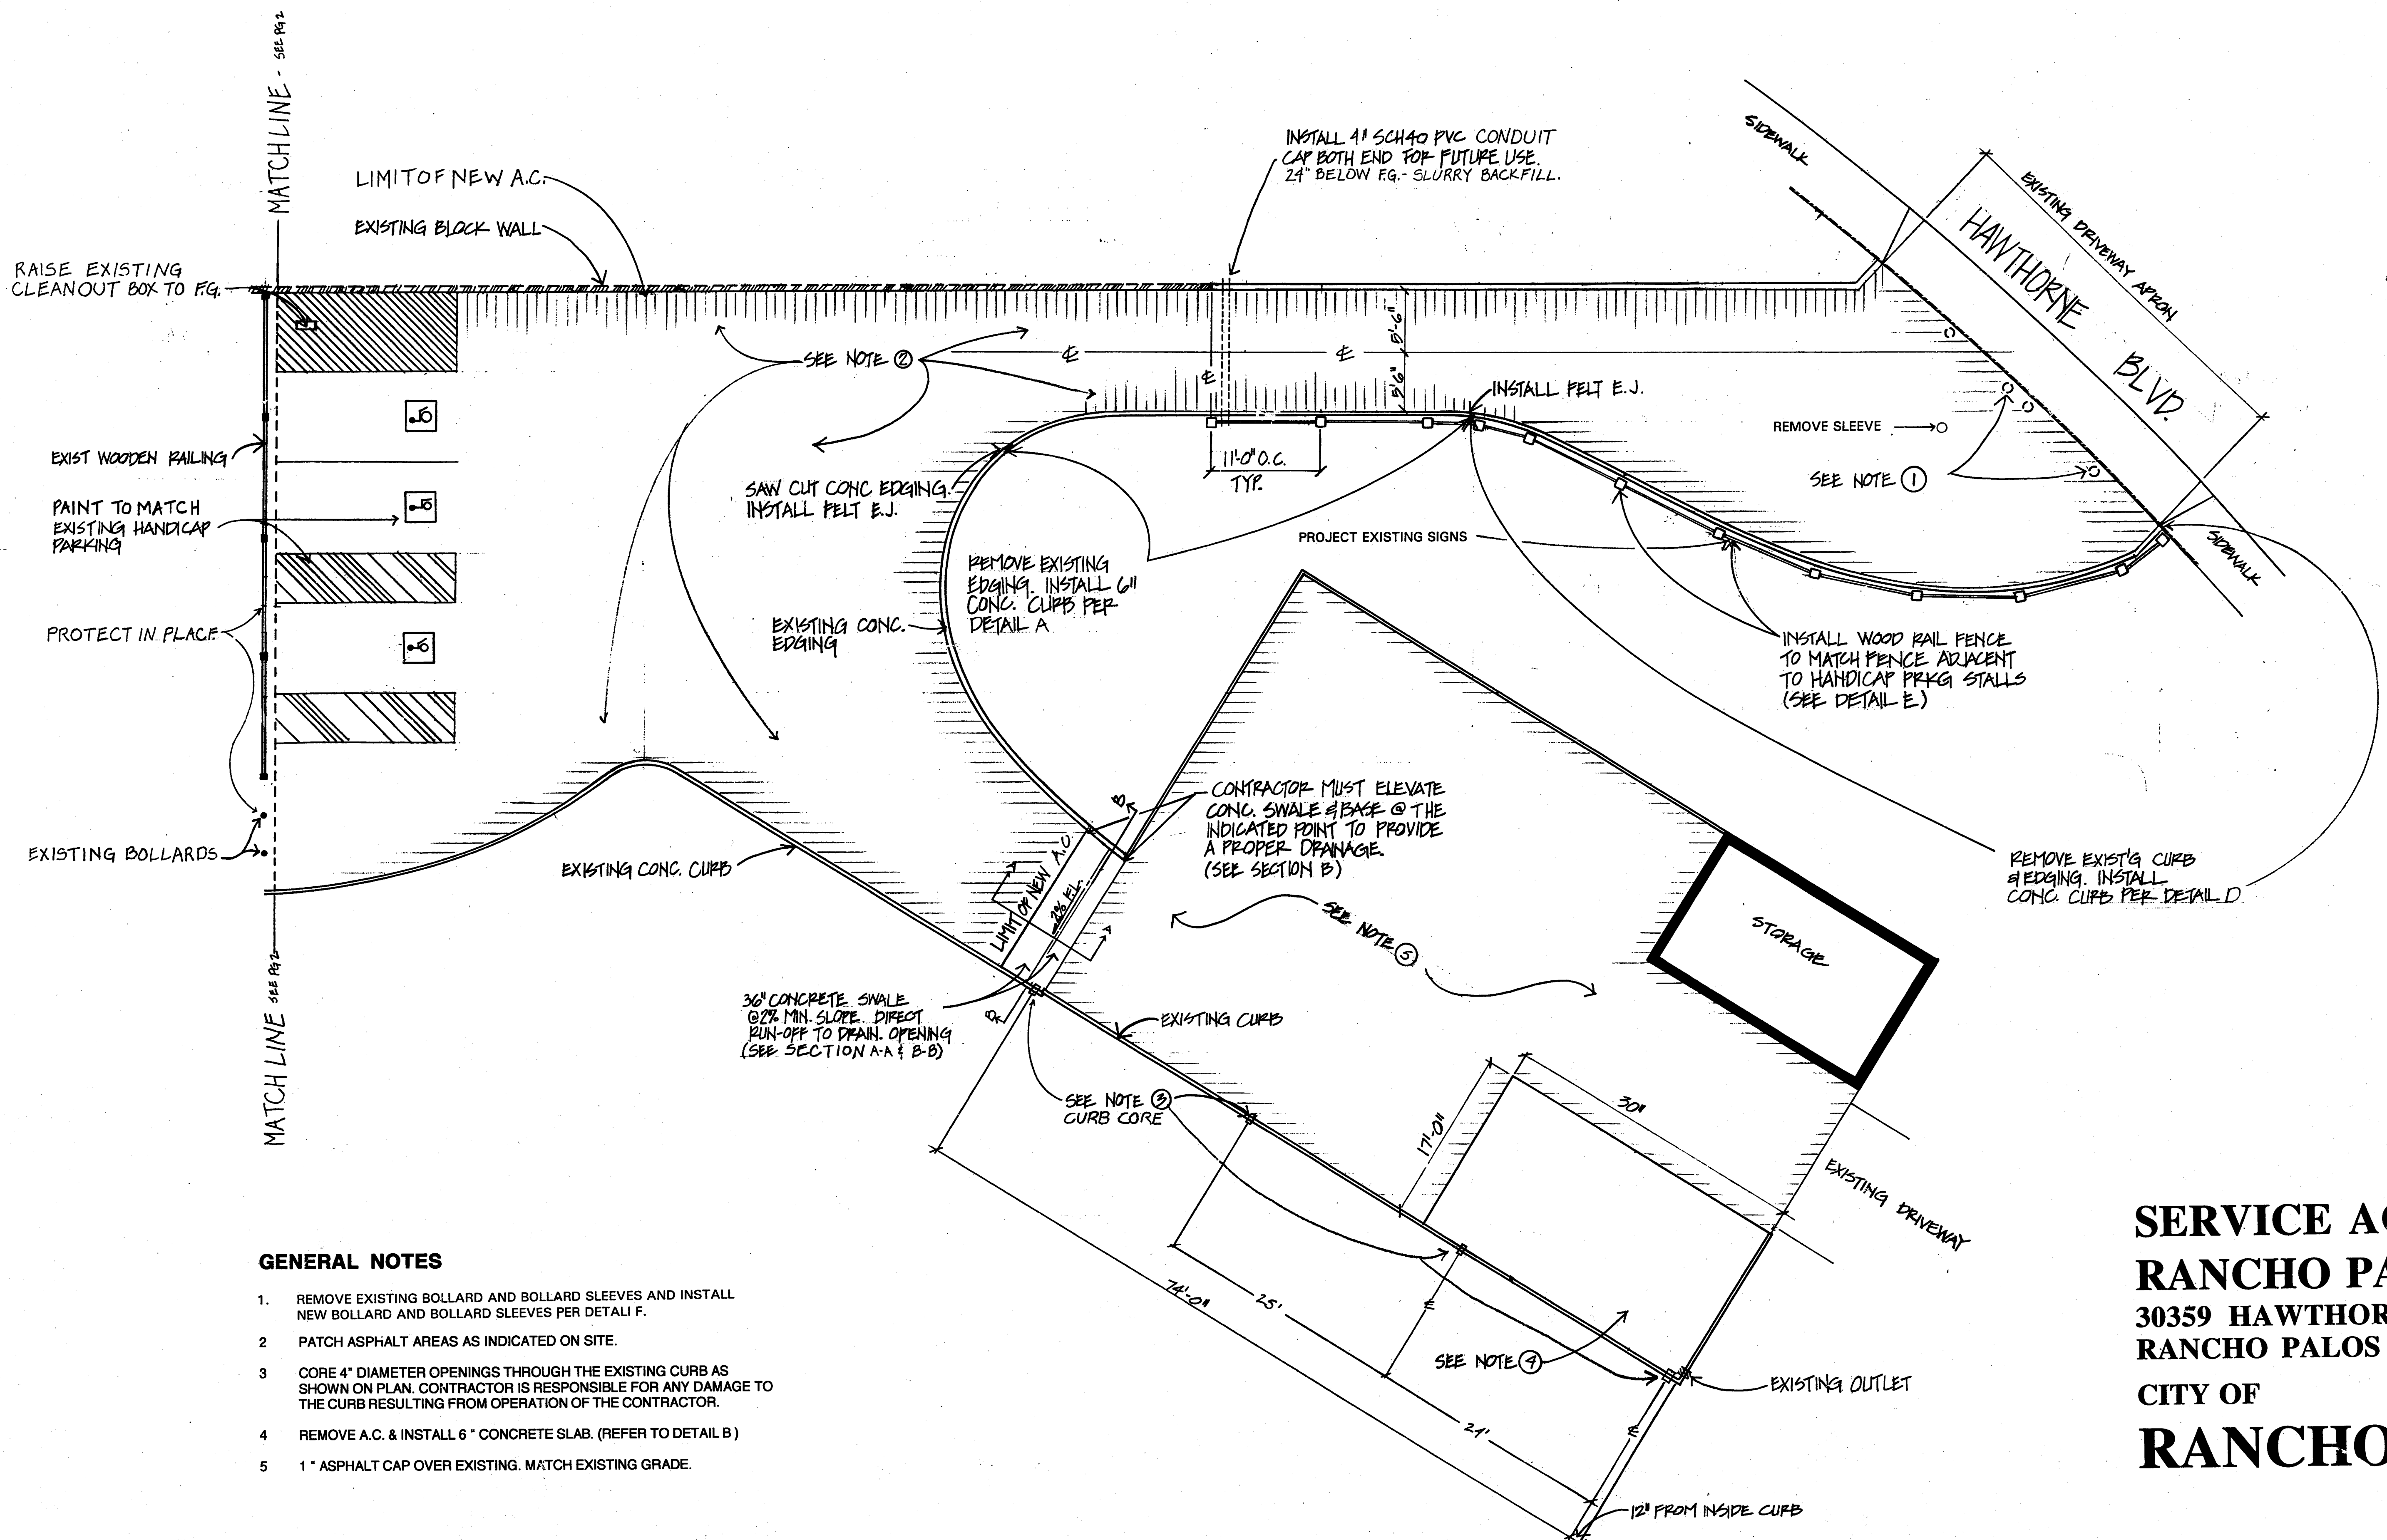 MATCHLINE - SEE PG 2
LIMIT OF NEW A.C.
EXISTING BLOCK WALL
RAISE EXISTING
CLEANOUT BOX TO F.G.
INSTALL 4" SCH40 PVC CONDUIT
CAP BOTH END FOR FUTURE USE.
24" BELOW F.G. - SLURRY BACKFILL.
SIDEWALK
EXISTING DRIVEWAY APRON
HAWTHORNE BLVD.
SEE NOTE 2
℄
℄
℄
5'-6"
5'6"
INSTALL FELT E.J.
REMOVE SLEEVE
SEE NOTE 1
EXIST WOODEN RAILING
PAINT TO MATCH
EXISTING HANDICAP
PARKING
11'-0" O.C.
TYP.
SAW CUT CONC EDGING.
INSTALL FELT E.J.
PROJECT EXISTING SIGNS
SIDEWALK
REMOVE EXISTING
EDGING. INSTALL 6"
CONC. CURB PER
DETAIL A
EXISTING CONC.
EDGING
PROTECT IN PLACE
INSTALL WOOD RAIL FENCE
TO MATCH FENCE ADJACENT
TO HANDICAP PRKG STALLS
(SEE DETAIL E)
CONTRACTOR MUST ELEVATE
CONC. SWALE & BASE @ THE
INDICATED POINT TO PROVIDE
A PROPER DRAINAGE.
(SEE SECTION B)
EXISTING BOLLARDS
EXISTING CONC. CURB
B
LIMIT OF NEW A.C.
2% F.L.
A
B
REMOVE EXIST'G CURB
& EDGING. INSTALL
CONC. CURB PER DETAIL D
SEE NOTE 5
STORAGE
MATCH LINE SEE PG 2
36" CONCRETE SWALE
@2% MIN. SLOPE. DIRECT
RUN-OFF TO DRAIN. OPENING
(SEE SECTION A-A & B-B)
EXISTING CURB
SEE NOTE 3
CURB CORE
17'-0"
30"
EXISTING DRIVEWAY
74'-0"
25'
24'
SEE NOTE 4
EXISTING OUTLET
12" FROM INSIDE CURB
GENERAL NOTES
1. REMOVE EXISTING BOLLARD AND BOLLARD SLEEVES AND INSTALL
NEW BOLLARD AND BOLLARD SLEEVES PER DETALI F.
2 PATCH ASPHALT AREAS AS INDICATED ON SITE.
3 CORE 4" DIAMETER OPENINGS THROUGH THE EXISTING CURB AS
SHOWN ON PLAN. CONTRACTOR IS RESPONSIBLE FOR ANY DAMAGE TO
THE CURB RESULTING FROM OPERATION OF THE CONTRACTOR.
4 REMOVE A.C. & INSTALL 6 " CONCRETE SLAB. (REFER TO DETAIL B )
5 1 " ASPHALT CAP OVER EXISTING. MATCH EXISTING GRADE.
SERVICE AC
RANCHO PA
30359 HAWTHOR
RANCHO PALOS
CITY OF
RANCHO